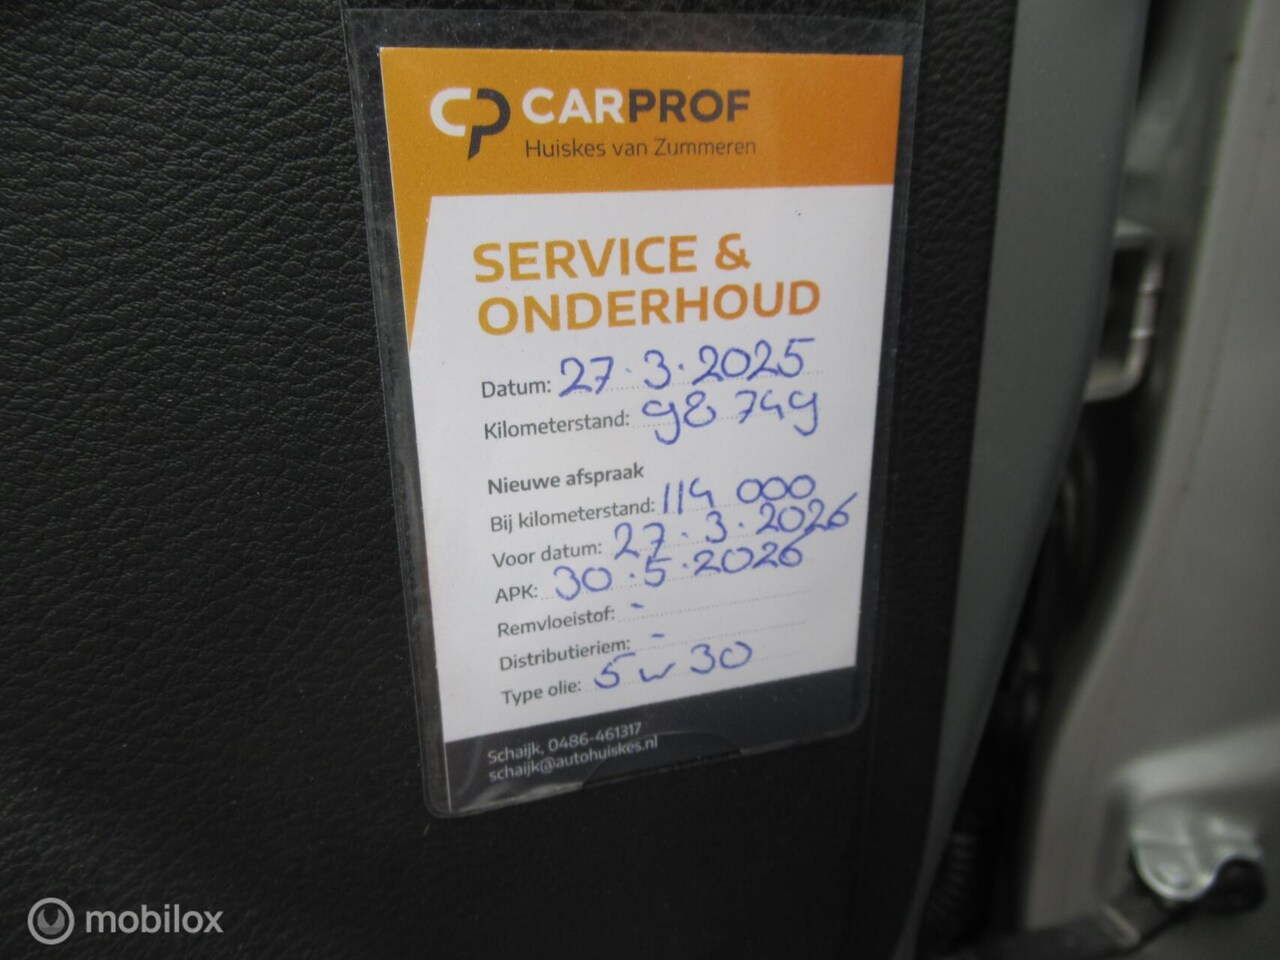 CP CARPROF
Huiskes van Zummeren
SERVICE &
ONDERHOUD
Datum: 27.3.2025
Kilometerstand: 98 749
Nieuwe afspraak
Bij kilometerstand: 114 000
Voor datum: 27.3.2026
APK: 30.5.2026
Remvloeistof: -
Distributieriem: -
Type olie: 5w30
Schaijk, 0486-461317
schaijk@autohuiskes.nl
mobilox